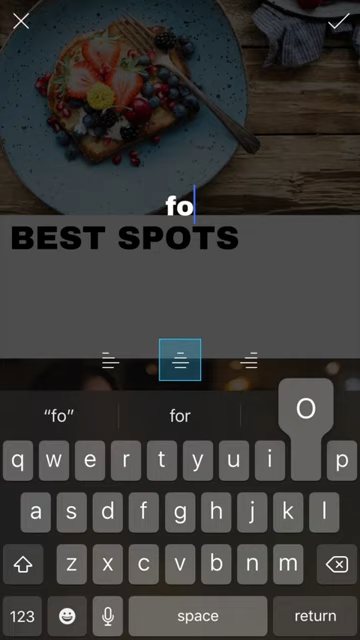 fo
BEST SPOTS
“fo” for
O
q w e r t y u i p
a s d f g h j k l
z x c v b n m
123 space return